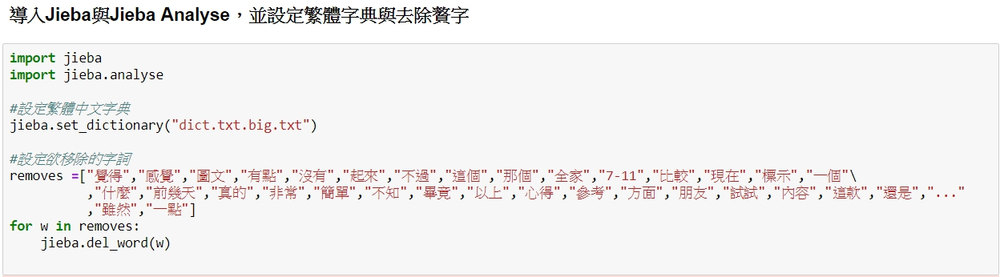 導入Jieba與Jieba Analyse，並設定繁體字典與去除贅字
import jieba
import jieba.analyse
#設定繁體中文字典
jieba.set_dictionary("dict.txt.big.txt")
#設定欲移除的字詞
removes =["覺得","感覺","圖文","有點","沒有","起來","不過","這個","那個","全家","7-11","比較","現在","標示","一個"\
,"什麼","前幾天","真的","非常","簡單","不知","畢竟","以上","心得","參考","方面","朋友","試試","內容","這款","還是","..."
,"雖然","一點"]
for w in removes:
    jieba.del_word(w)